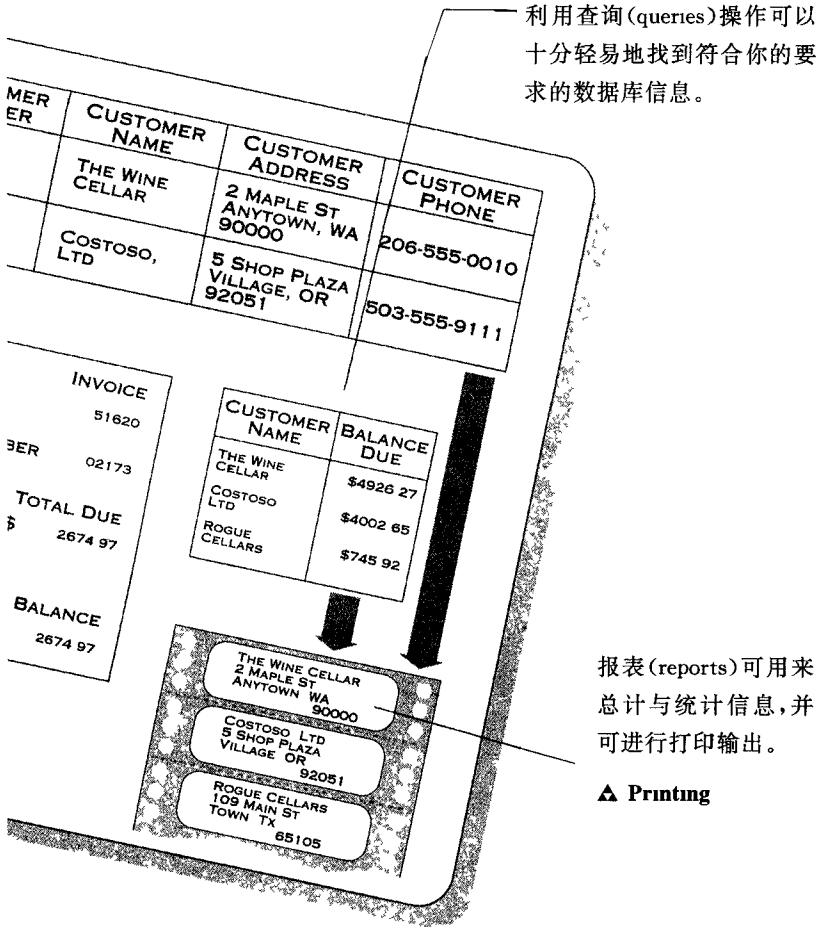 利用查询(queries)操作可以
十分轻易地找到符合你的要
求的数据库信息。
MER
ER
CUSTOMER
NAME
CUSTOMER
ADDRESS
CUSTOMER
PHONE
THE WINE
CELLAR
2 MAPLE ST
ANYTOWN, WA
90000
206-555-0010
COSTOSO,
LTD
5 SHOP PLAZA
VILLAGE, OR
92051
503-555-9111
INVOICE
51620
BER 02173
TOTAL DUE
$ 2674 97
BALANCE
2674 97
CUSTOMER
NAME
BALANCE
DUE
THE WINE
CELLAR
$4926 27
COSTOSO
LTD
$4002 65
ROGUE
CELLARS
$745 92
THE WINE CELLAR
2 MAPLE ST
ANYTOWN WA
90000
COSTOSO LTD
5 SHOP PLAZA
VILLAGE OR
92051
ROGUE CELLARS
109 MAIN ST
TOWN TX
65105
报表(reports)可用来
总计与统计信息,并
可进行打印输出。
Printing